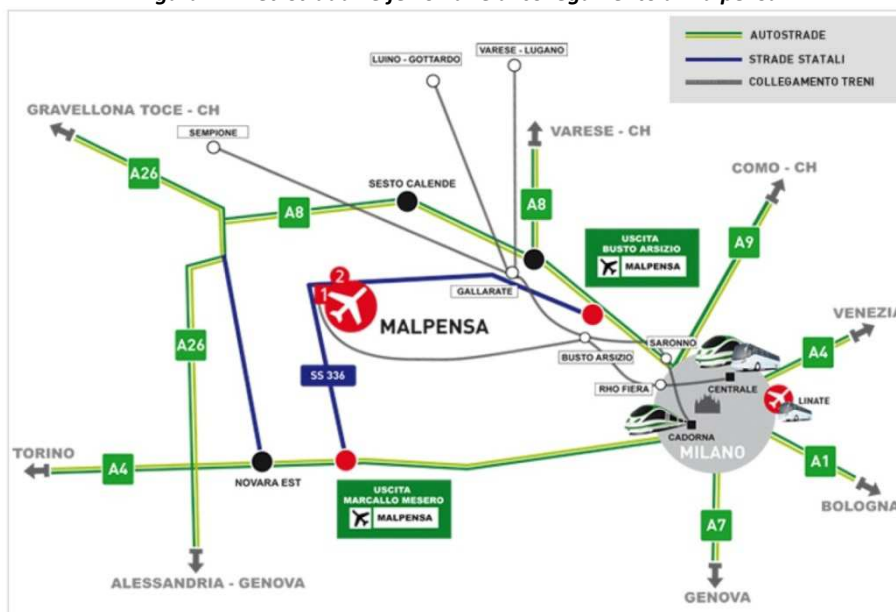 AUTOSTRADE
STRADE STATALI
COLLEGAMENTO TRENI
LUINO - GOTTARDO
VARESE - LUGANO
GRAVELLONA TOCE - CH
SEMPIONE
VARESE - CH
COMO - CH
A26
SESTO CALENDE
A8
A8
A9
USCITA
BUSTO ARSIZIO
MALPENSA
2
1
GALLARATE
MALPENSA
VENEZIA
A26
SARONNO
A4
BUSTO ARSIZIO
SS 336
RHO FIERA
CENTRALE
LINATE
CADORNA
MILANO
TORINO
A4
NOVARA EST
A1
USCITA
MARCALLO MESERO
MALPENSA
BOLOGNA
A7
ALESSANDRIA - GENOVA
GENOVA